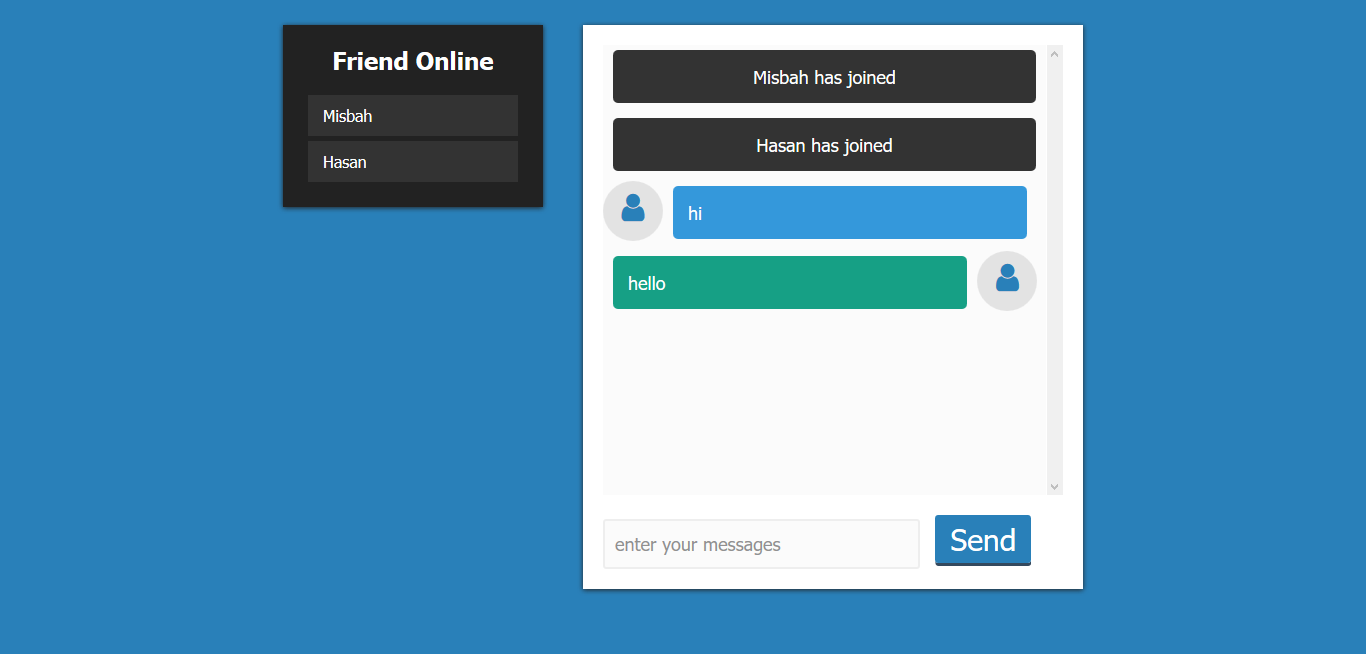 Friend Online
Misbah
Hasan
Misbah has joined
Hasan has joined
hi
hello
enter your messages
Send